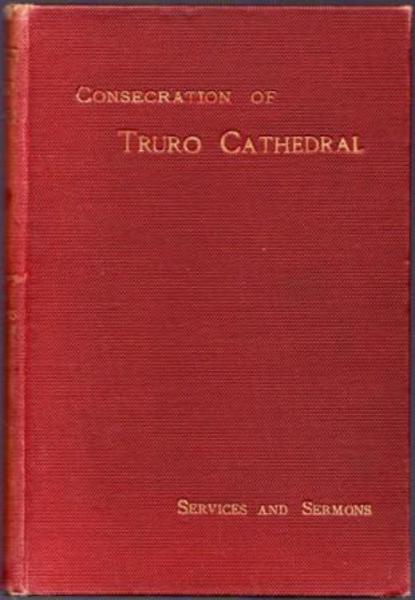 Consecration of
Truro Cathedral
Services and Sermons